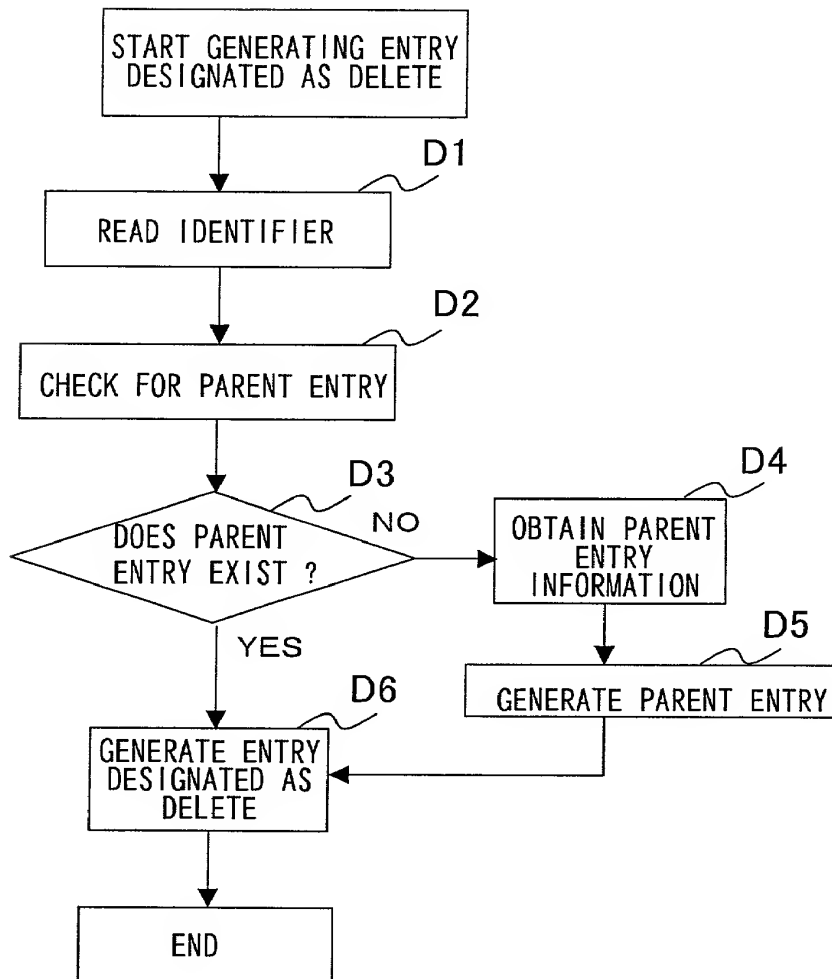 START GENERATING ENTRY
DESIGNATED AS DELETE
D1
READ IDENTIFIER
D2
CHECK FOR PARENT ENTRY
D3
DOES PARENT
ENTRY EXIST ?
NO
YES
D4
OBTAIN PARENT
ENTRY
INFORMATION
D5
GENERATE PARENT ENTRY
D6
GENERATE ENTRY
DESIGNATED AS
DELETE
END